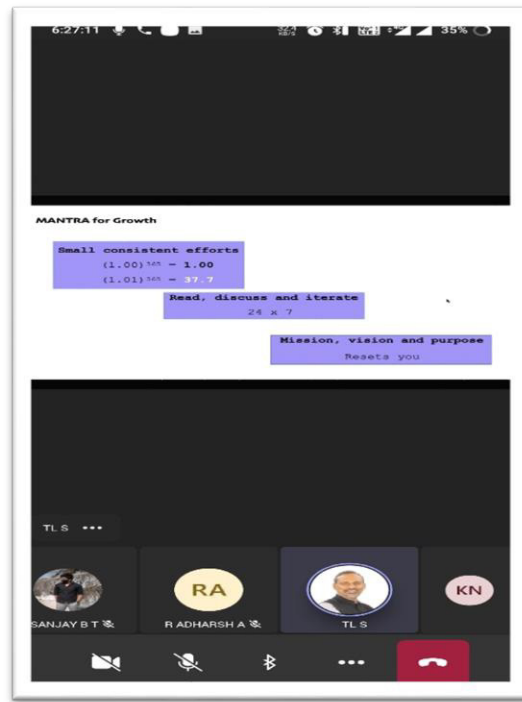 6:27:11
35%
MANTRA for Growth
Small consistent efforts
(1.00)³⁶⁵ = 1.00
(1.01)³⁶⁵ = 37.7
Read, discuss and iterate
24 x 7
Mission, vision and purpose
Resets you
TL S
RA
KN
SANJAY B T
R ADHARSH A
TL S